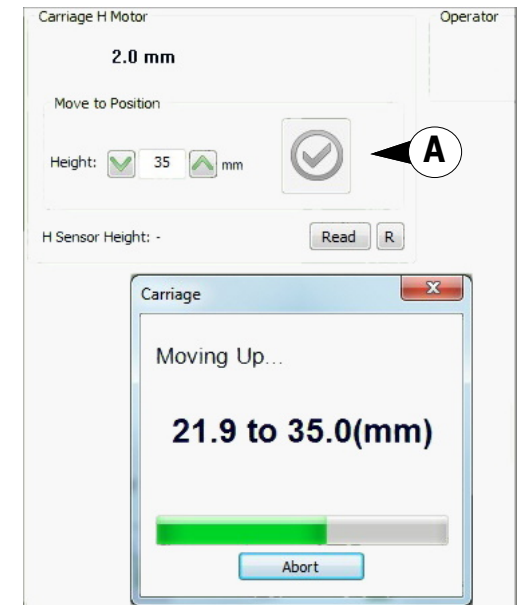 Carriage H Motor
Operator
2.0 mm
Move to Position
Height: 35 mm
A
H Sensor Height: -
Read
R
Carriage
Moving Up...
21.9 to 35.0(mm)
Abort